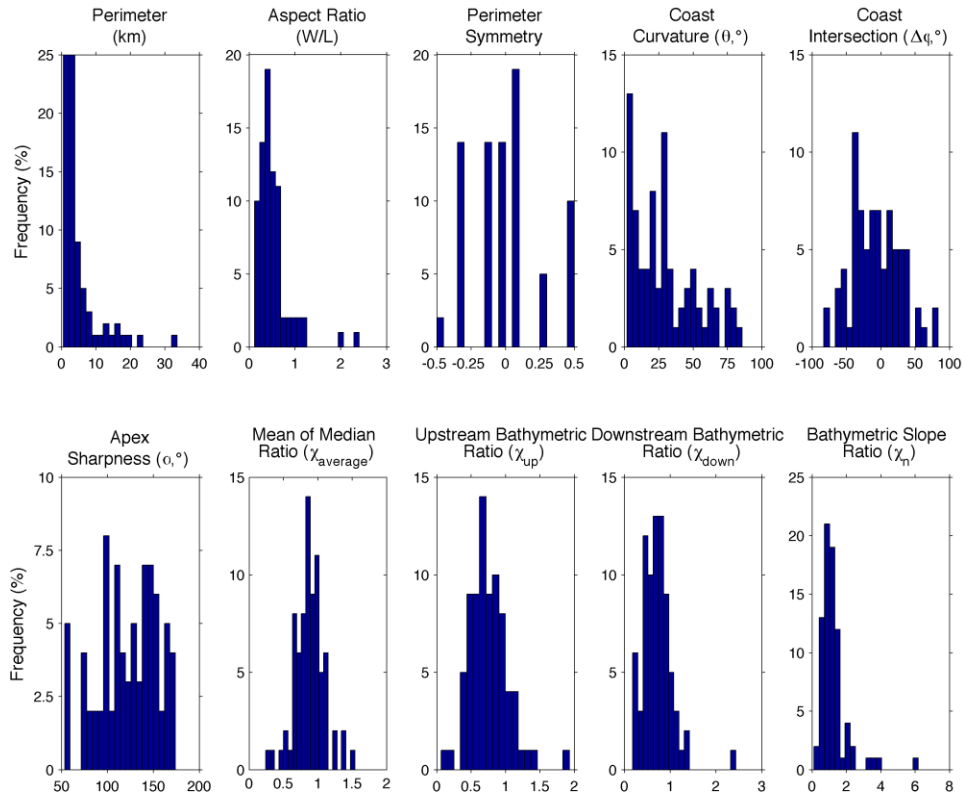 Perimeter
(km)
Aspect Ratio
(W/L)
Perimeter
Symmetry
Coast
Curvature (θ,°)
Coast
Intersection (Δq,°)
Frequency (%)
25
20
15
10
5
0
0 10 20 30 40
20
15
10
5
0
0 1 2 3
20
15
10
5
0
-0.5 -0.25 0 0.25 0.5
15
10
5
0
0 50 100
15
10
5
0
-100 -50 0 50 100
Apex
Sharpness (α,°)
Mean of Median
Ratio (χaverage)
Upstream Bathymetric
Ratio (χup)
Downstream Bathymetric
Ratio (χdown)
Bathymetric Slope
Ratio (χn)
Frequency (%)
10
7.5
5
2.5
0
50 100 150 200
15
10
5
0
0 0.5 1 1.5 2
15
10
5
0
0 0.5 1 1.5 2
15
10
5
0
0 1 2 3
25
20
15
10
5
0
0 2 4 6 8